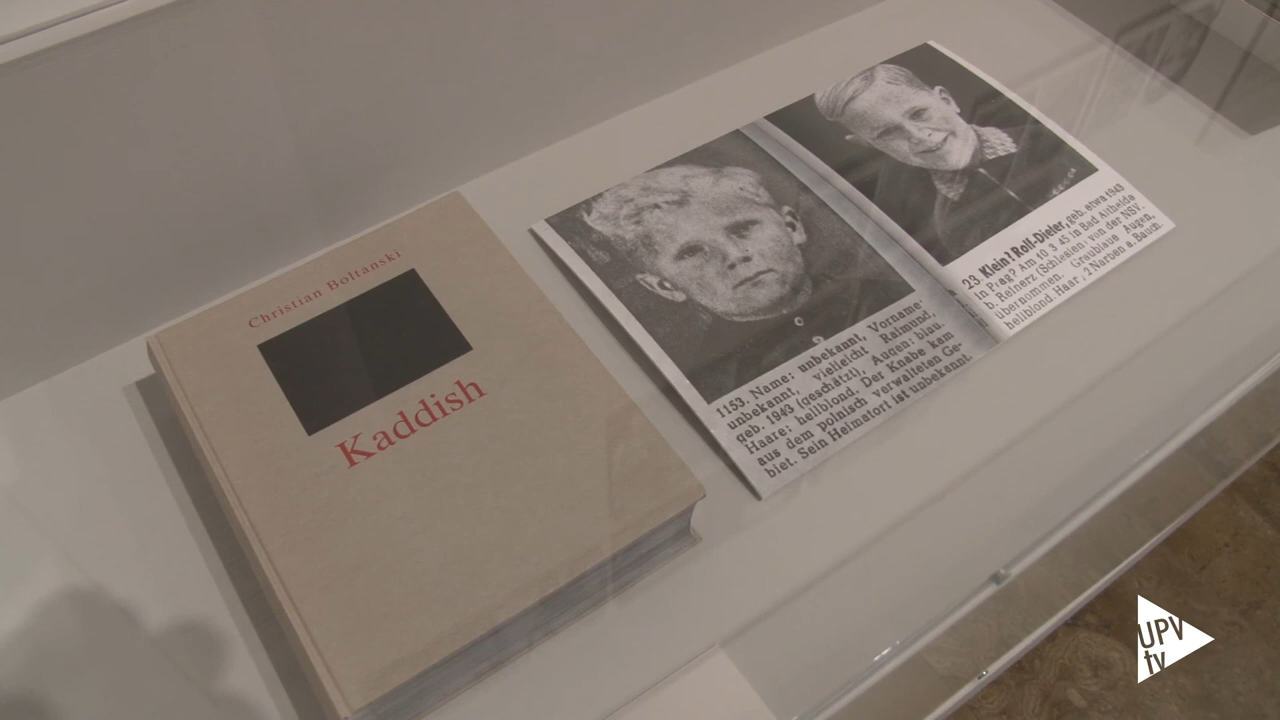 Christian Boltanski
Kaddish
1153. Name: unbekannt, Vorname:
unbekannt, vielleicht Raimund,
geb. 1943 (geschätzt), Augen: blau.
Haare: hellblond. Der Knabe kam
aus dem polnisch verwalteten Ge-
biet. Sein Heimatort ist unbekannt.
23. Klein? Rolf-Dieter, geb. etwa 1943
in Prag? Am 10. 3. 45 in Bad Altheide
b. Reinerz (Schlesien) von der NSV.
übernommen. Graublaue Augen,
hellblond. Haar, 2 Narben a. Bauch.
UPV
tv